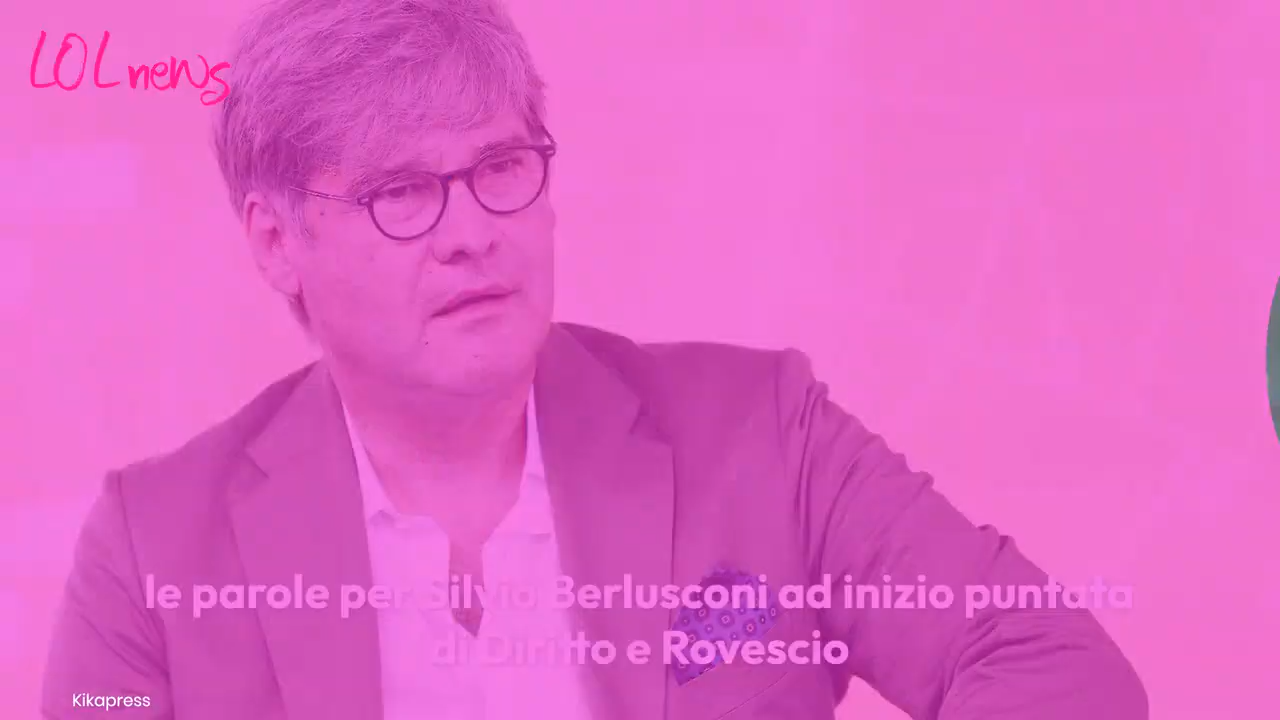 LOL news
le parole per Silvio Berlusconi ad inizio puntata
di Diritto e Rovescio
Kikapress